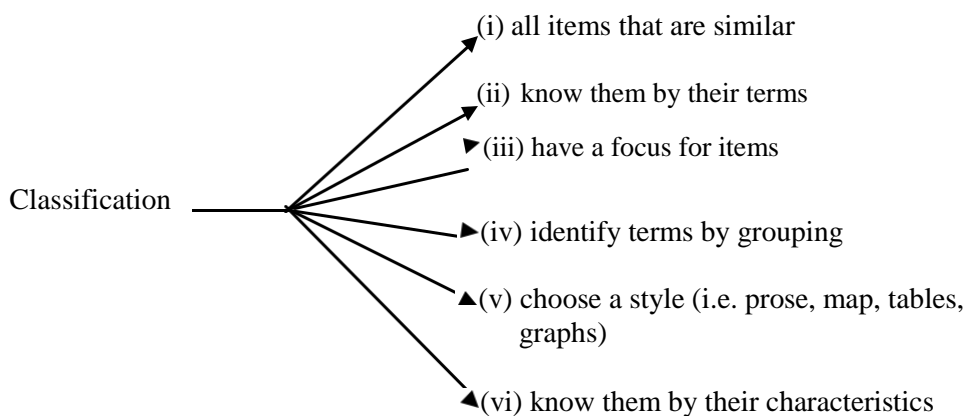 (i) all items that are similar
(ii) know them by their terms
(iii) have a focus for items
Classification
(iv) identify terms by grouping
(v) choose a style (i.e. prose, map, tables,
graphs)
(vi) know them by their characteristics